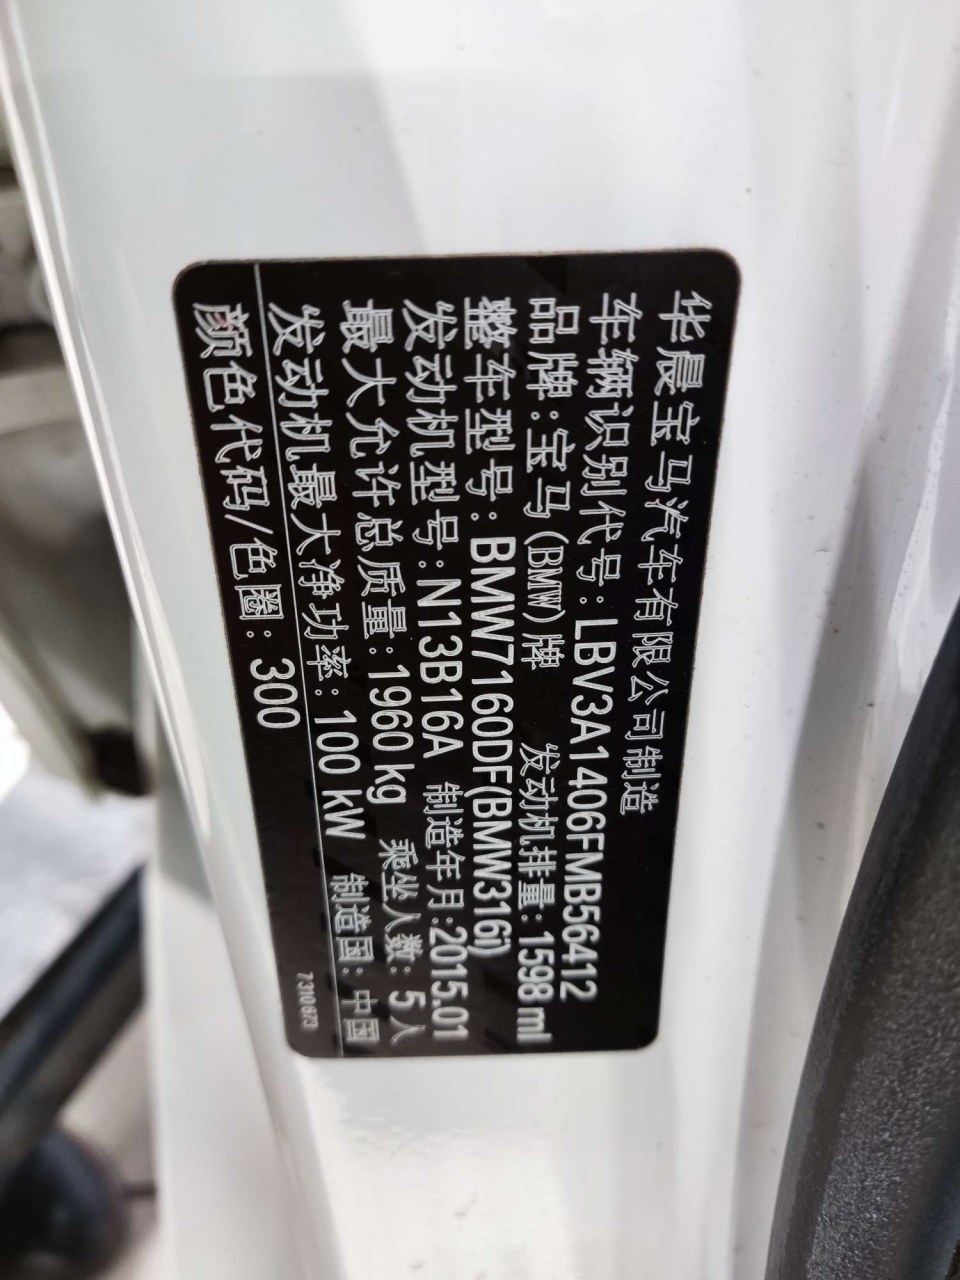 华晨宝马汽车有限公司制造
车辆识别代号:LBV3A1406FMB56412
品牌:宝马(BMW)牌 发动机排量:1598 ml
整车型号:BMW7160DF(BMW316i)
发动机型号:N13B16A 制造年月:2015.01
最大允许总质量:1960 kg 乘坐人数:5人
发动机最大净功率:100 kW 制造国:中国
颜色代码/色圈:300
7310673